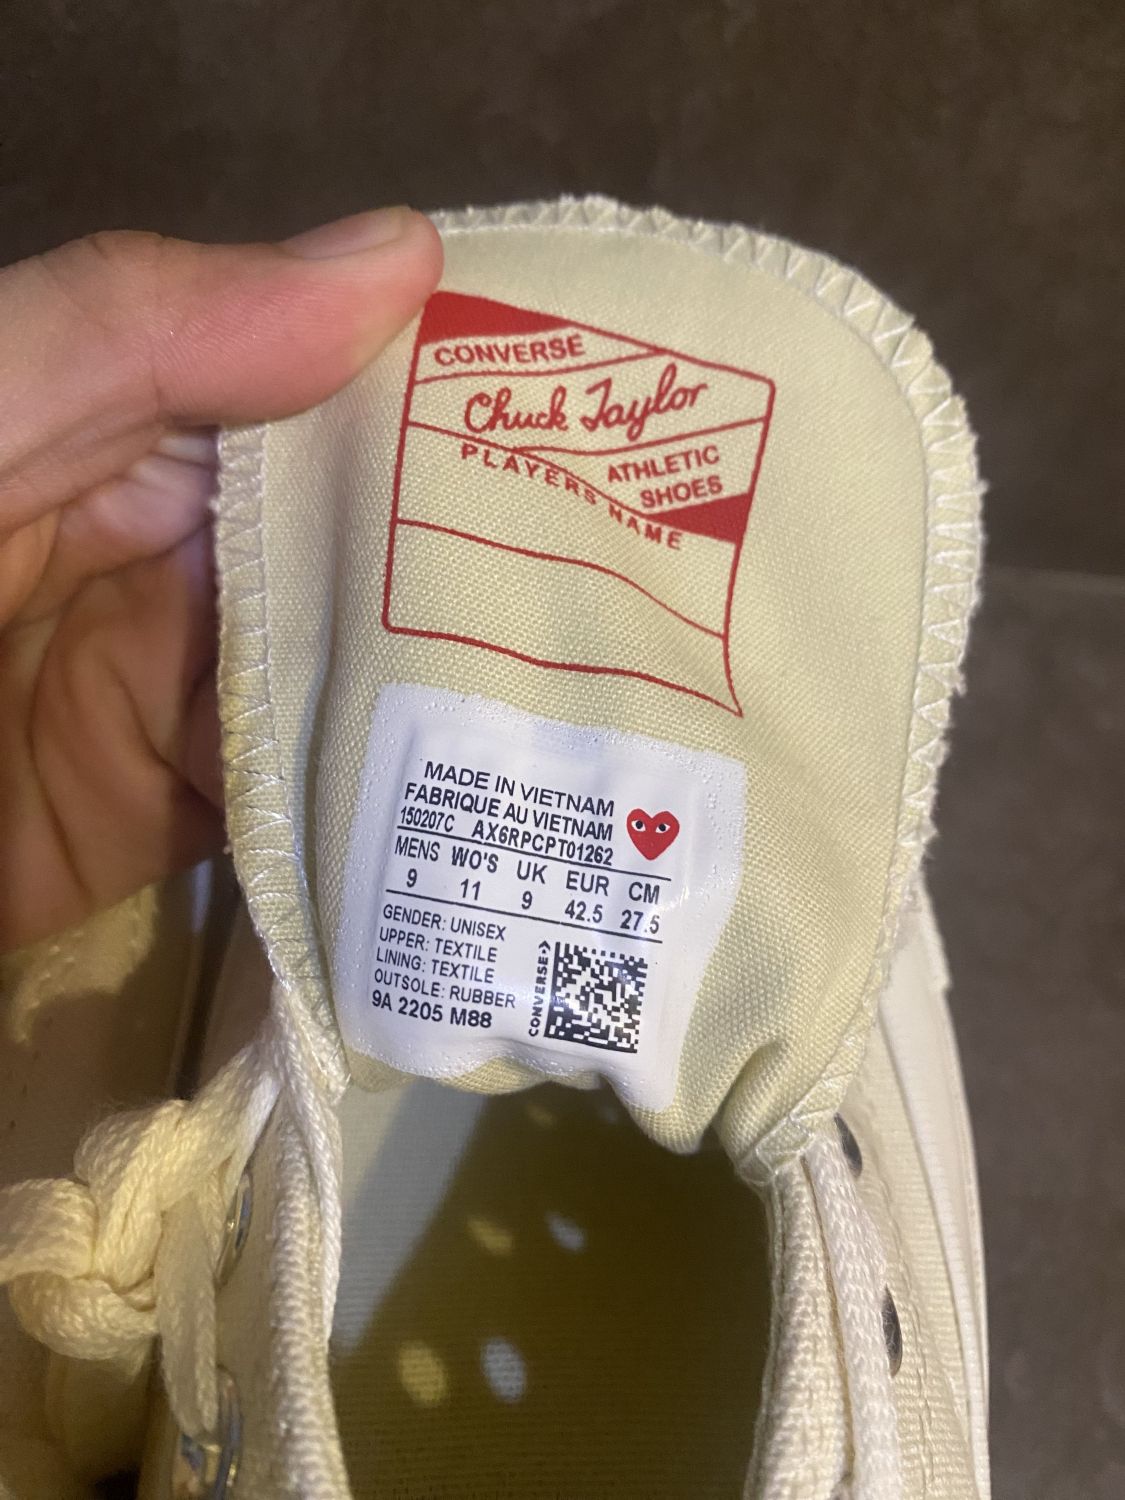 CONVERSE
Chuck Taylor
ATHLETIC
SHOES
PLAYERS NAME
MADE IN VIETNAM
FABRIQUE AU VIETNAM
150207C AX6RPCPT01262
MENS WO'S UK EUR CM
9 11 9 42.5 27.5
GENDER: UNISEX
UPPER: TEXTILE
LINING: TEXTILE
OUTSOLE: RUBBER
9A 2205 M88
CONVERSE